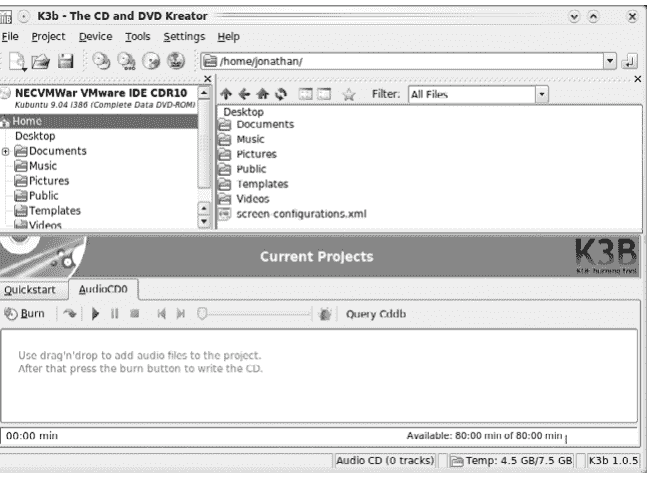 K3b - The CD and DVD Kreator
File Project Device Tools Settings Help
/home/jonathan/
NECVMWar VMware IDE CDR10
Kubuntu 9.04 i386 (Complete Data DVD-ROM)
Home
Desktop
Documents
Music
Pictures
Public
Templates
Videos
Filter: All Files
Desktop
Documents
Music
Pictures
Public
Templates
Videos
screen-configurations.xml
Current Projects
K3B
Quickstart AudioCD0
Burn Query Cddb
Use drag'n'drop to add audio files to the project.
After that press the burn button to write the CD.
00:00 min Available: 80:00 min of 80:00 min
Audio CD (0 tracks) Temp: 4.5 GB/7.5 GB K3b 1.0.5